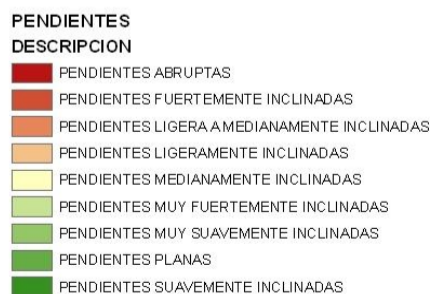 PENDIENTES
DESCRIPCION
PENDIENTES ABRUPTAS
PENDIENTES FUERTEMENTE INCLINADAS
PENDIENTES LIGERA A MEDIANAMENTE INCLINADAS
PENDIENTES LIGERAMENTE INCLINADAS
PENDIENTES MEDIANAMENTE INCLINADAS
PENDIENTES MUY FUERTEMENTE INCLINADAS
PENDIENTES MUY SUAVEMENTE INCLINADAS
PENDIENTES PLANAS
PENDIENTES SUAVEMENTE INCLINADAS